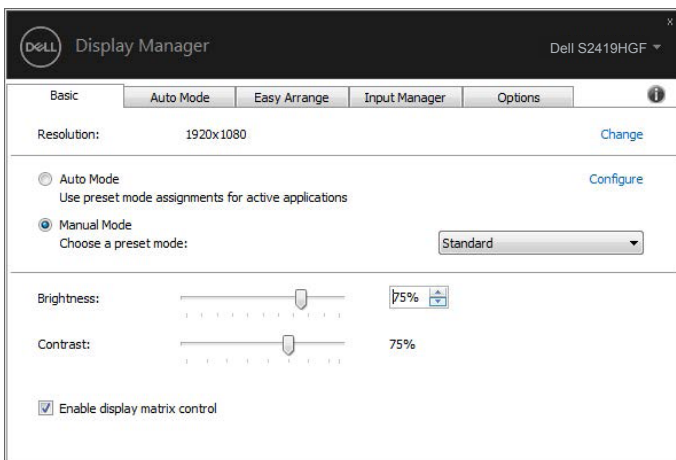 x
DELL Display Manager Dell S2419HGF
Basic Auto Mode Easy Arrange Input Manager Options i
Resolution: 1920x1080 Change
Auto Mode Configure
Use preset mode assignments for active applications
Manual Mode
Choose a preset mode: Standard
Brightness: 75%
Contrast: 75%
Enable display matrix control